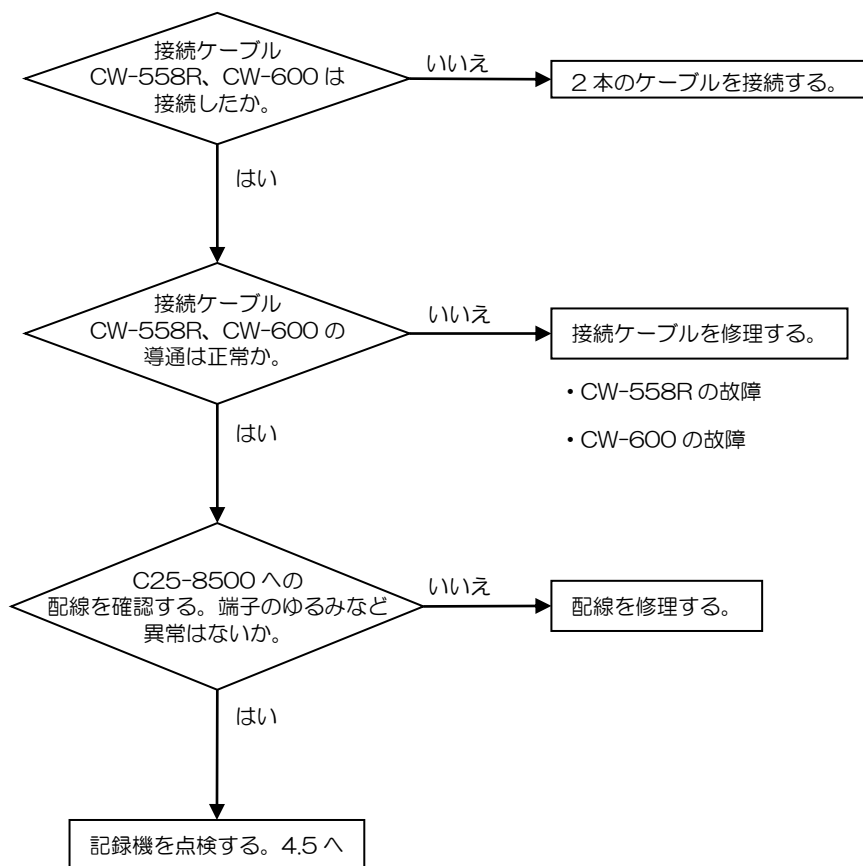 接続ケーブル
CW-558R、CW-600 は
接続したか。
いいえ
2 本のケーブルを接続する。
はい
接続ケーブル
CW-558R、CW-600 の
導通は正常か。
いいえ
接続ケーブルを修理する。
・CW-558R の故障
・CW-600 の故障
はい
C25-8500 への
配線を確認する。端子のゆるみなど
異常はないか。
いいえ
配線を修理する。
はい
記録機を点検する。4.5 へ